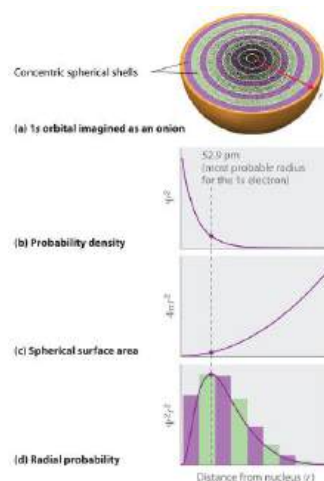 Concentric spherical shells
r
(a) 1s orbital imagined as an onion
52.9 pm
(most probable radius
for the 1s electron)
Ψ²
(b) Probability density
4πr²
(c) Spherical surface area
Ψ²r²
(d) Radial probability
Distance from nucleus (r)